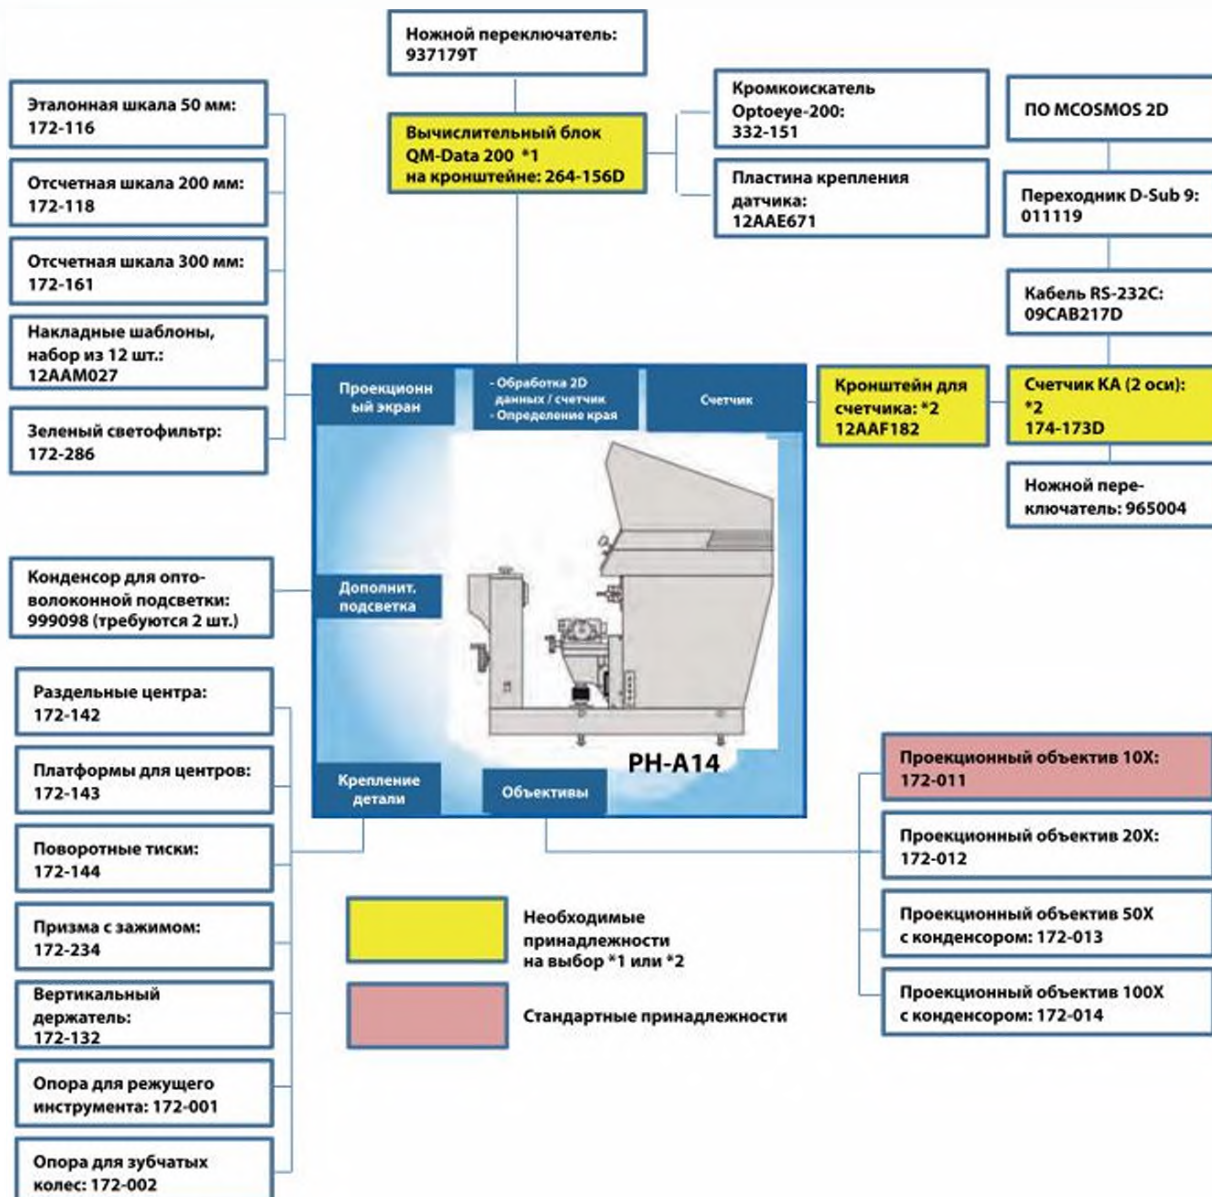 Ножной переключатель:
937179T
Эталонная шкала 50 мм:
172-116
Отсчетная шкала 200 мм:
172-118
Отсчетная шкала 300 мм:
172-161
Накладные шаблоны,
набор из 12 шт.:
12AAM027
Зеленый светофильтр:
172-286
Вычислительный блок
QM-Data 200 *1
на кронштейне: 264-156D
Кромкоискатель
Optoeye-200:
332-151
Пластина крепления
датчика:
12AAE671
ПО MCOSMOS 2D
Переходник D-Sub 9:
011119
Кабель RS-232C:
09CAB217D
Проекционн
ый экран
- Обработка 2D
данных / счетчик
- Определение края
Счетчик
Кронштейн для
счетчика: *2
12AAF182
Счетчик КА (2 оси):
*2
174-173D
Ножной пере-
ключатель: 965004
Конденсор для опто-
волоконной подсветки:
999098 (требуются 2 шт.)
Дополнит.
подсветка
Раздельные центра:
172-142
Платформы для центров:
172-143
Поворотные тиски:
172-144
Призма с зажимом:
172-234
Вертикальный
держатель:
172-132
Опора для режущего
инструмента: 172-001
Опора для зубчатых
колес: 172-002
PH-A14
Крепление
детали
Объективы
Проекционный объектив 10X:
172-011
Проекционный объектив 20X:
172-012
Проекционный объектив 50X
с конденсором: 172-013
Проекционный объектив 100X
с конденсором: 172-014
Необходимые
принадлежности
на выбор *1 или *2
Стандартные принадлежности